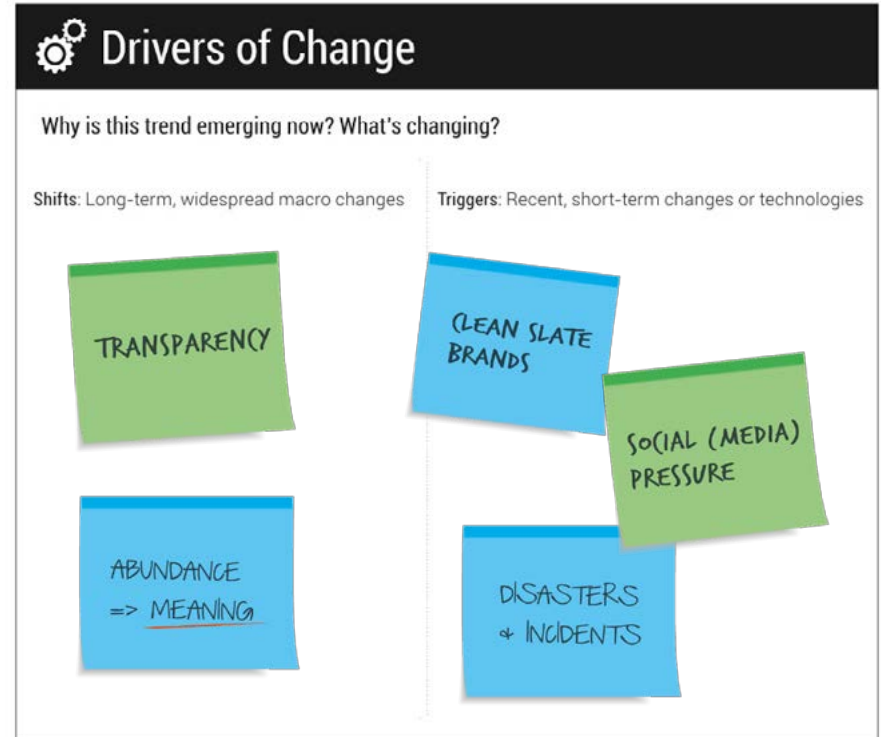 Drivers of Change
Why is this trend emerging now? What's changing?
Shifts: Long-term, widespread macro changes
Triggers: Recent, short-term changes or technologies
TRANSPARENCY
ABUNDANCE
=> MEANING
CLEAN SLATE
BRANDS
SOCIAL (MEDIA)
PRESSURE
DISASTERS
& INCIDENTS